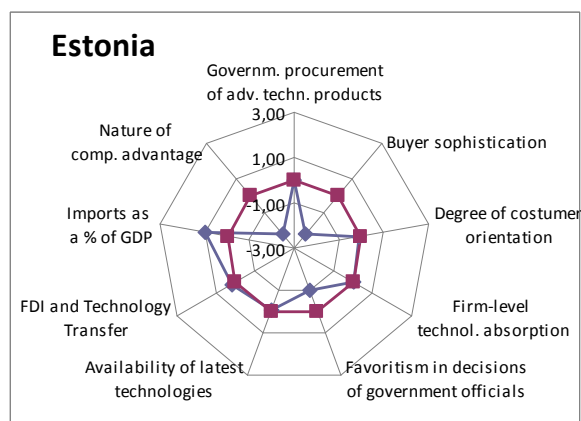 Estonia
Governm. procurement
of adv. techn. products
3,00
Nature of
comp. advantage
1,00
Buyer sophistication
-1,00
Imports as
a % of GDP
Degree of costumer
orientation
-3,00
FDI and Technology
Transfer
Firm-level
technol. absorption
Availability of latest
technologies
Favoritism in decisions
of government officials